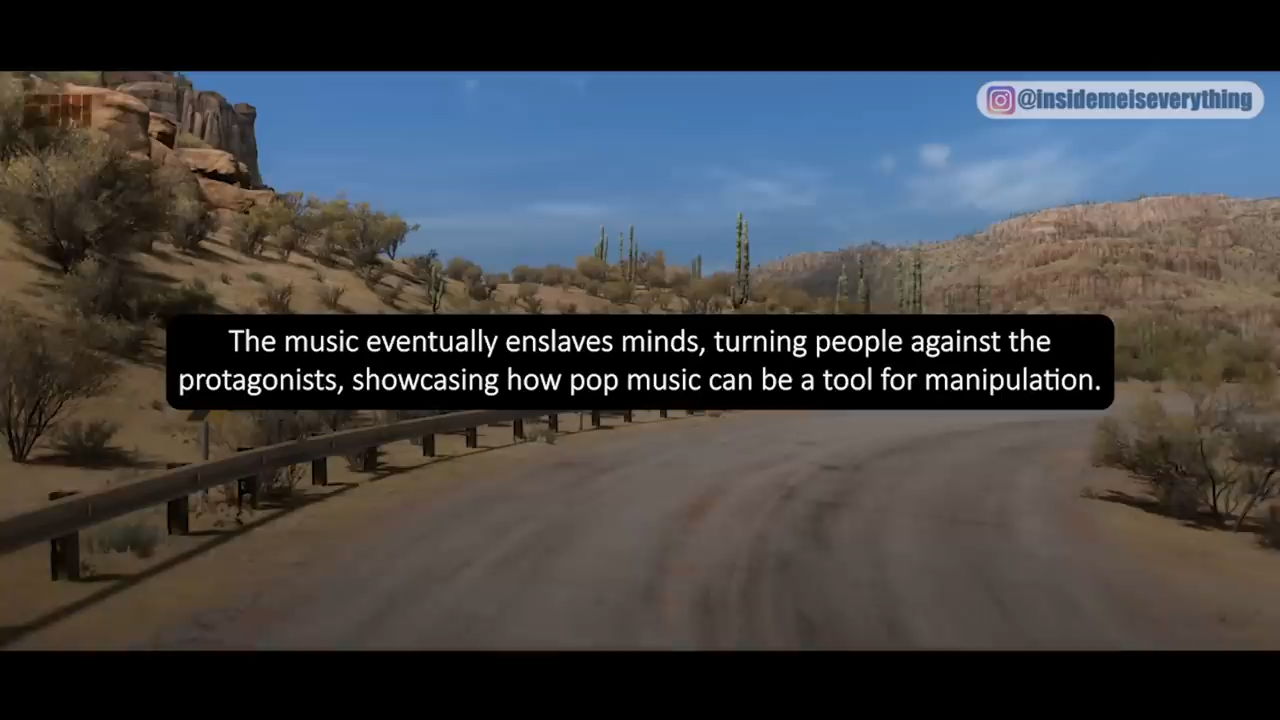 @insidemeiseverything
The music eventually enslaves minds, turning people against the
protagonists, showcasing how pop music can be a tool for manipulation.